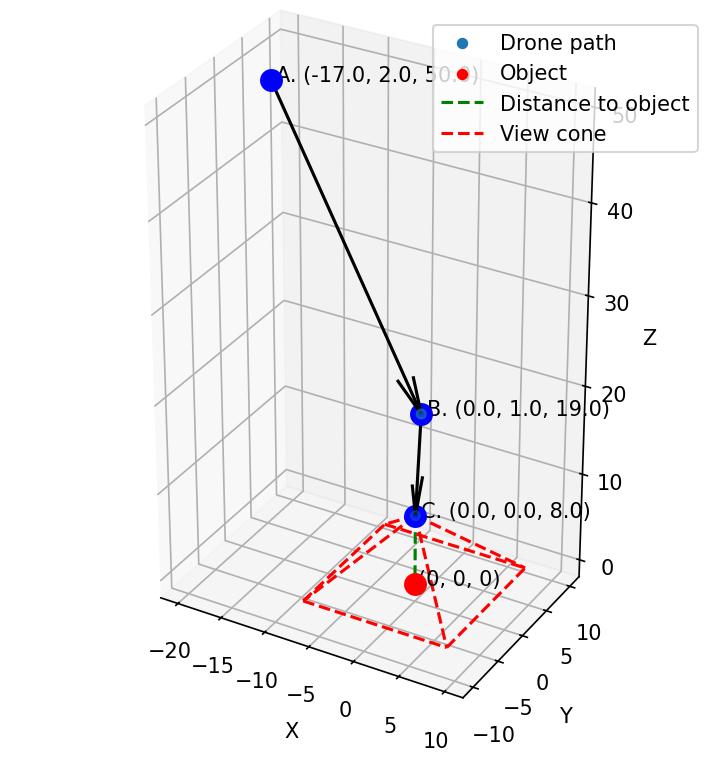 Drone path
Object
Distance to object
View cone
A. (-17.0, 2.0, 50.0)
50
40
30
Z
20
B. (0.0, 1.0, 19.0)
10
C. (0.0, 0.0, 8.0)
0
(0, 0, 0)
−20
−15
−10
−5
0
5
10
X
10
5
0
−5
−10
Y